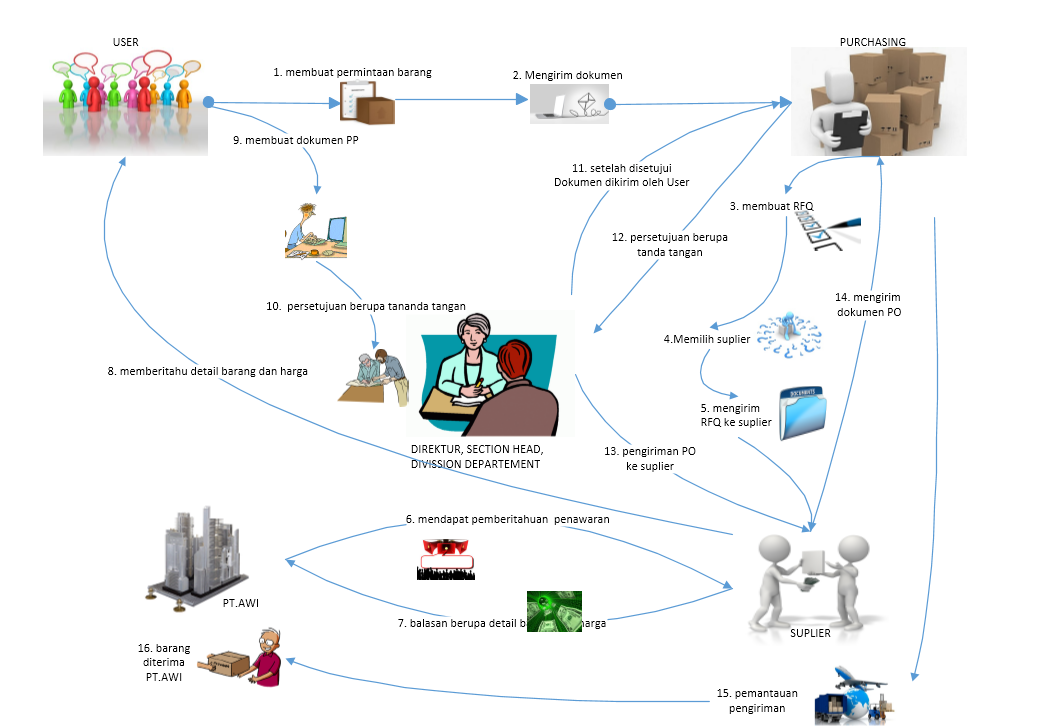 USER
PURCHASING
1. membuat permintaan barang
2. Mengirim dokumen
9. membuat dokumen PP
11. setelah disetujui
Dokumen dikirim oleh User
3. membuat RFQ
12. persetujuan berupa
tanda tangan
10. persetujuan berupa tananda tangan
14. mengirim
dokumen PO
4.Memilih suplier
8. memberitahu detail barang dan harga
DOCUMENTS
5. mengirim
RFQ ke suplier
DIREKTUR, SECTION HEAD,
DIVISSION DEPARTEMENT
13. pengiriman PO
ke suplier
6. mendapat pemberitahuan penawaran
PT.AWI
7. balasan berupa detail harga
SUPLIER
16. barang
diterima
PT.AWI
15. pemantauan
pengiriman